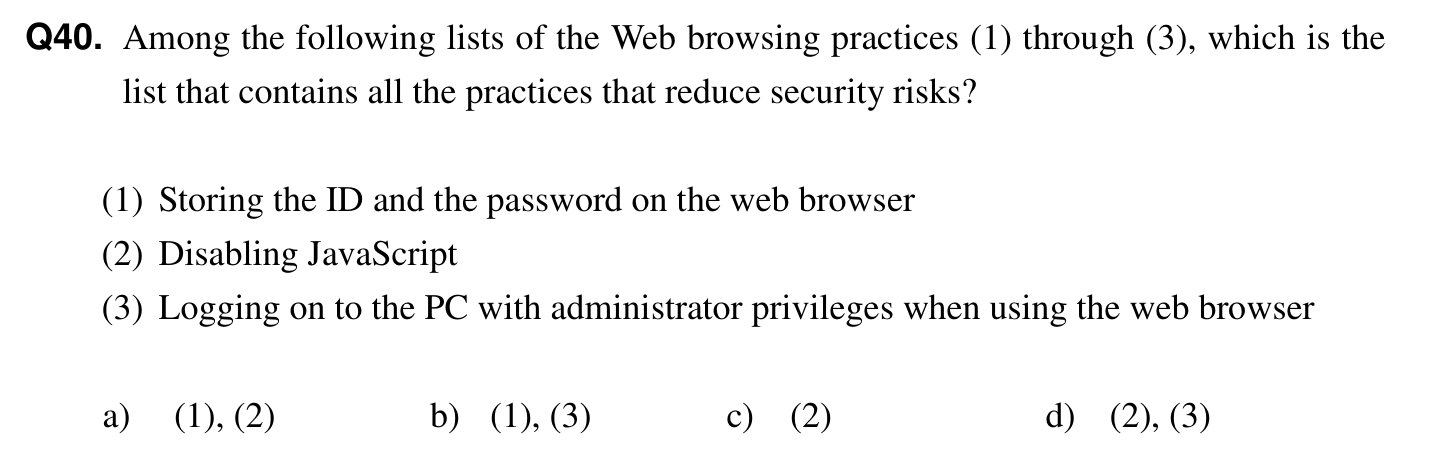 Q40. Among the following lists of the Web browsing practices (1) through (3), which is the
list that contains all the practices that reduce security risks?
(1) Storing the ID and the password on the web browser
(2) Disabling JavaScript
(3) Logging on to the PC with administrator privileges when using the web browser
a) (1), (2) b) (1), (3) c) (2) d) (2), (3)